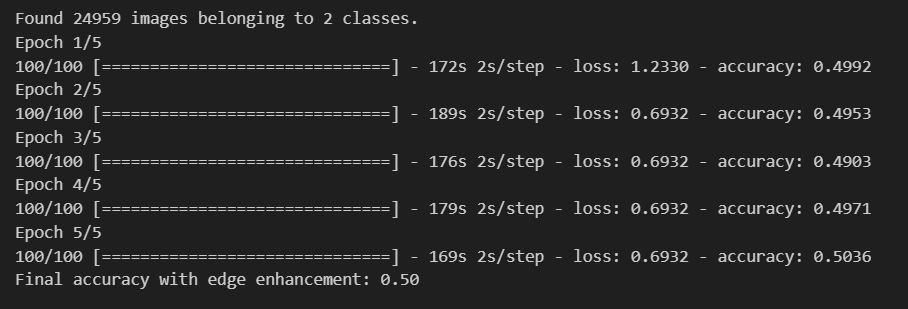 Found 24959 images belonging to 2 classes.
Epoch 1/5
100/100 [==============================] - 172s 2s/step - loss: 1.2330 - accuracy: 0.4992
Epoch 2/5
100/100 [==============================] - 189s 2s/step - loss: 0.6932 - accuracy: 0.4953
Epoch 3/5
100/100 [==============================] - 176s 2s/step - loss: 0.6932 - accuracy: 0.4903
Epoch 4/5
100/100 [==============================] - 179s 2s/step - loss: 0.6932 - accuracy: 0.4971
Epoch 5/5
100/100 [==============================] - 169s 2s/step - loss: 0.6932 - accuracy: 0.5036
Final accuracy with edge enhancement: 0.50